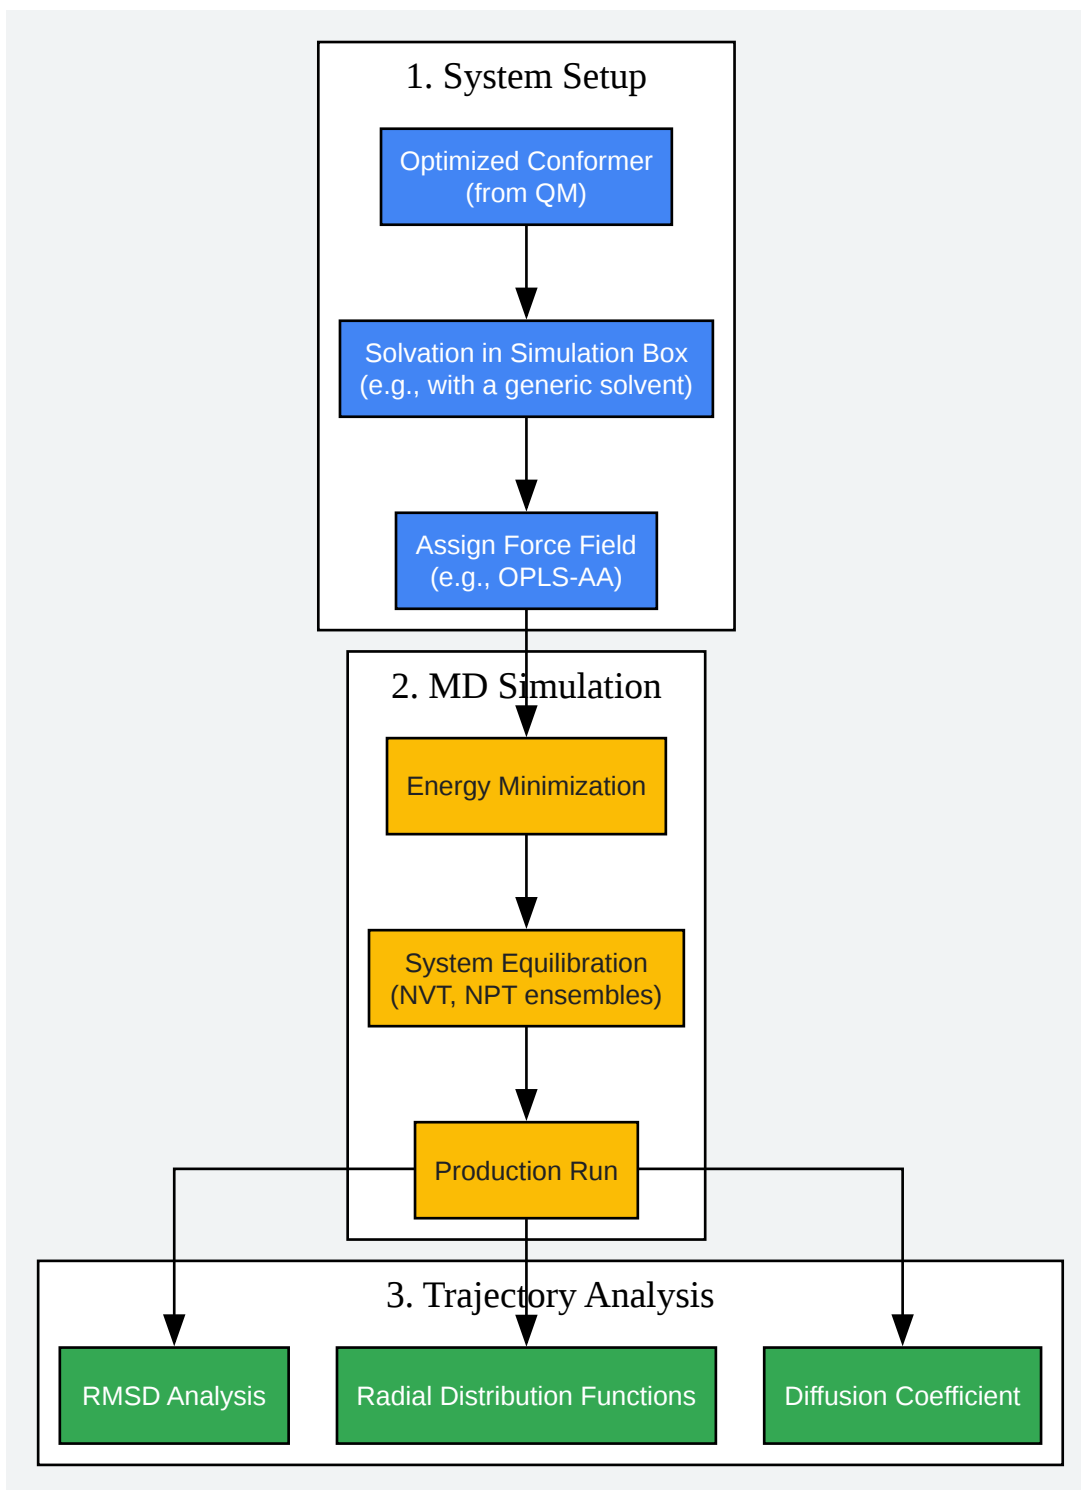 1. System Setup
Optimized Conformer
(from QM)
Solvation in Simulation Box
(e.g., with a generic solvent)
Assign Force Field
(e.g., OPLS-AA)
2. MD Simulation
Energy Minimization
System Equilibration
(NVT, NPT ensembles)
Production Run
3. Trajectory Analysis
RMSD Analysis
Radial Distribution Functions
Diffusion Coefficient